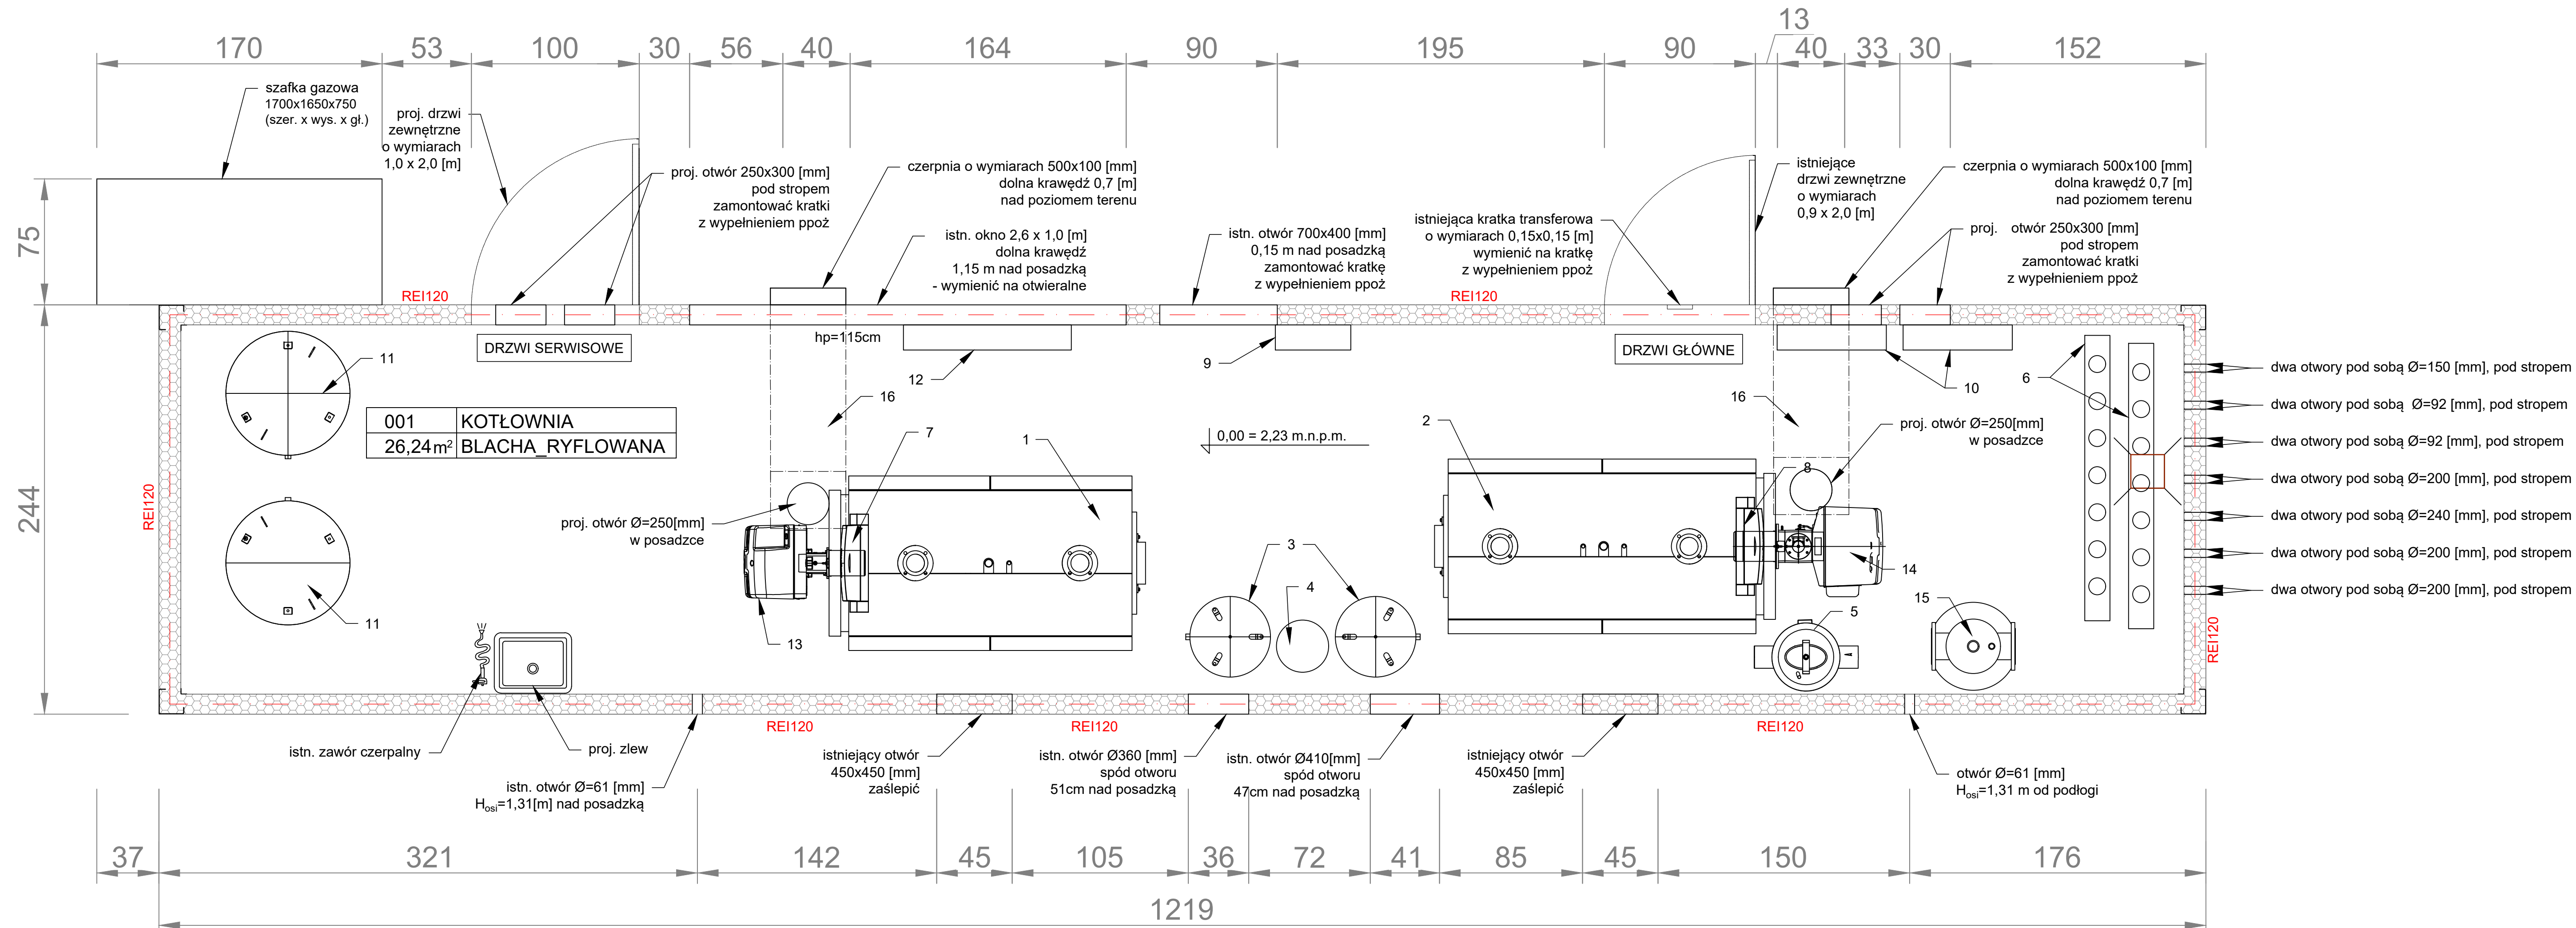 13
170
53
100
30
56
40
164
90
195
90
40
33
30
152
szafka gazowa
1700x1650x750
(szer. x wys. x gł.)
proj. drzwi
zewnętrzne
o wymiarach
1,0 x 2,0 [m]
proj. otwór 250x300 [mm]
pod stropem
zamontować kratki
z wypełnieniem ppoż
czerpnia o wymiarach 500x100 [mm]
dolna krawędź 0,7 [m]
nad poziomem terenu
istn. okno 2,6 x 1,0 [m]
dolna krawędź
1,15 m nad posadzką
- wymienić na otwieralne
istn. otwór 700x400 [mm]
0,15 m nad posadzką
zamontować kratkę
z wypełnieniem ppoż
istniejąca kratka transferowa
o wymiarach 0,15x0,15 [m]
wymienić na kratkę
z wypełnieniem ppoż
istniejące
drzwi zewnętrzne
o wymiarach
0,9 x 2,0 [m]
czerpnia o wymiarach 500x100 [mm]
dolna krawędź 0,7 [m]
nad poziomem terenu
proj. otwór 250x300 [mm]
pod stropem
zamontować kratki
z wypełnieniem ppoż
75
244
REI120
REI120
DRZWI SERWISOWE
hp=115cm
DRZWI GŁÓWNE
11
12
9
10
6
16
16
001 KOTŁOWNIA
26,24m² BLACHA_RYFLOWANA
7
1
0,00 = 2,23 m.n.p.m.
2
proj. otwór Ø=250[mm]
w posadzce
8
REI120
proj. otwór Ø=250[mm]
w posadzce
3
4
14
5
15
11
13
dwa otwory pod sobą Ø=150 [mm], pod stropem
dwa otwory pod sobą Ø=92 [mm], pod stropem
dwa otwory pod sobą Ø=92 [mm], pod stropem
dwa otwory pod sobą Ø=200 [mm], pod stropem
dwa otwory pod sobą Ø=240 [mm], pod stropem
dwa otwory pod sobą Ø=200 [mm], pod stropem
dwa otwory pod sobą Ø=200 [mm], pod stropem
REI120
REI120
REI120
REI120
istn. zawór czerpalny
proj. zlew
istn. otwór Ø=61 [mm]
Hosi=1,31[m] nad posadzką
istniejący otwór
450x450 [mm]
zaślepić
istn. otwór Ø360 [mm]
spód otworu
51cm nad posadzką
istn. otwór Ø410[mm]
spód otworu
47cm nad posadzką
istniejący otwór
450x450 [mm]
zaślepić
otwór Ø=61 [mm]
Hosi=1,31 m od podłogi
37
321
142
45
105
36
72
41
85
45
150
176
1219